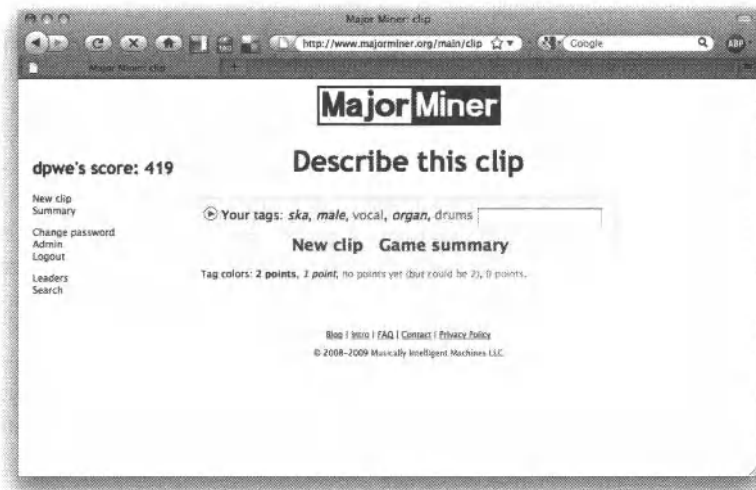 Major Miner: clip
http://www.majorminer.org/main/clip
Google
ABP
Major Miner: clip
Major Miner
dpwe's score: 419
Describe this clip
New clip
Summary
Your tags: ska, male, vocal, organ, drums
Change password
Admin
Logout
New clip Game summary
Leaders
Search
Tag colors: 2 points, 1 point, no points yet (but could be 2), 0 points.
Blog | Intro | FAQ | Contact | Privacy Policy
© 2008-2009 Musically Intelligent Machines LLC.